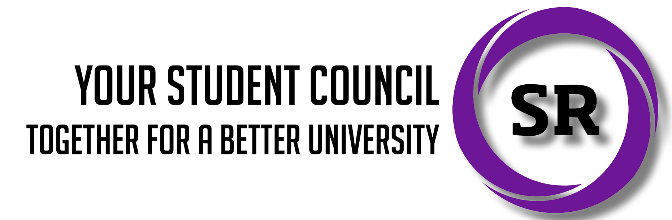 YOUR STUDENT COUNCIL
TOGETHER FOR A BETTER UNIVERSITY
SR